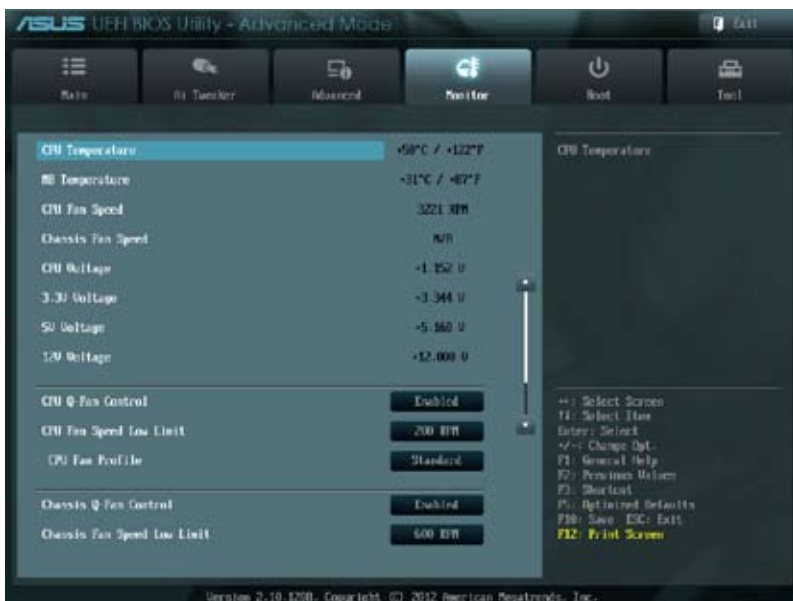 ASUS UEFI BIOS Utility - Advanced Mode
Exit
Main
Ai Tweaker
Advanced
Monitor
Boot
Tool
CPU Temperature +50°C / +122°F
MB Temperature +31°C / +87°F
CPU Fan Speed 3221 RPM
Chassis Fan Speed N/A
CPU Voltage +1.152 V
3.3V Voltage +3.344 V
5V Voltage +5.160 V
12V Voltage +12.000 V
CPU Q-Fan Control Enabled
CPU Fan Speed Low Limit 200 RPM
CPU Fan Profile Standard
Chassis Q-Fan Control Enabled
Chassis Fan Speed Low Limit 600 RPM
CPU Temperature
→←: Select Screen
↑↓: Select Item
Enter: Select
+/-: Change Opt.
F1: General Help
F2: Previous Values
F3: Shortcut
Optimized Defaults
F10: Save ESC: Exit
F12: Print Screen
Version 2.10.1208. Copyright (C) 2012 American Megatrends, Inc.